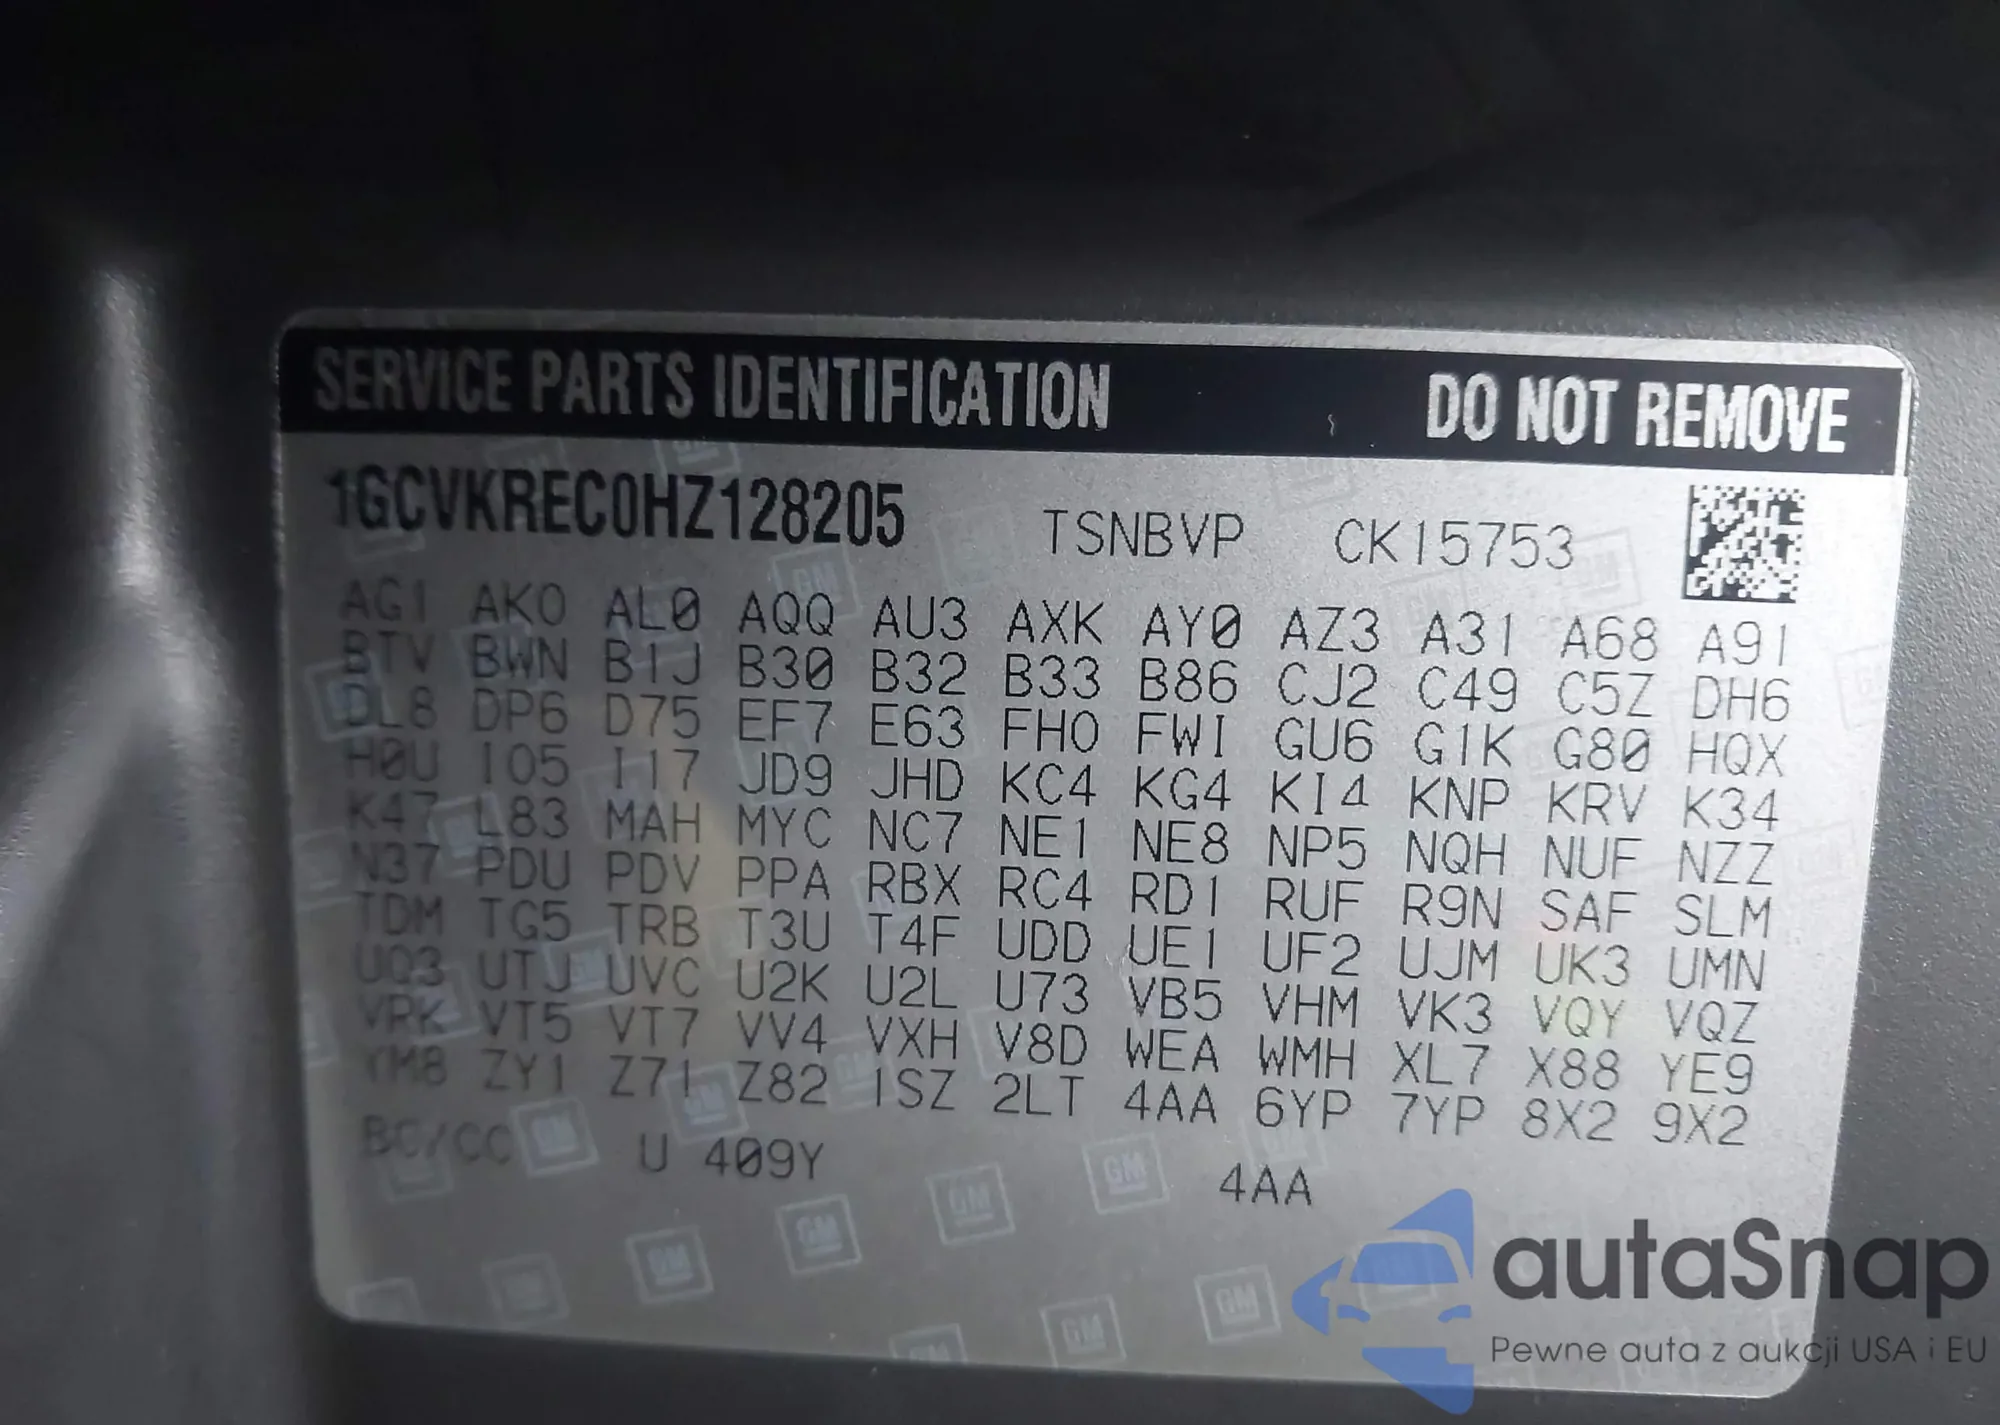 SERVICE PARTS IDENTIFICATION DO NOT REMOVE
1GCVKREC0HZ128205 TSNBVP CK15753
AG1 AK0 AL0 AQQ AU3 AXK AY0 AZ3 A31 A68 A91
BTV BWN B1J B30 B32 B33 B86 CJ2 C49 C5Z DH6
DL8 DP6 D75 EF7 E63 FHO FWI GU6 G1K G80 HQX
H0U IO5 I17 JD9 JHD KC4 KG4 KI4 KNP KRV K34
K47 L83 MAH MYC NC7 NE1 NE8 NP5 NQH NUF NZZ
N37 PDU PDV PPA RBX RC4 RD1 RUF R9N SAF SLM
TDM TG5 TRB T3U T4F UDD UE1 UF2 UJM UK3 UMN
UQ3 UTJ UVC U2K U2L U73 VB5 VHM VK3 VQY VQZ
VRK VT5 VT7 VV4 VXH V8D WEA WMH XL7 X88 YE9
YM8 ZY1 Z71 Z82 1SZ 2LT 4AA 6YP 7YP 8X2 9X2
BC/CC U 409Y 4AA
autaSnap
Pewne auta z aukcji USA i EU